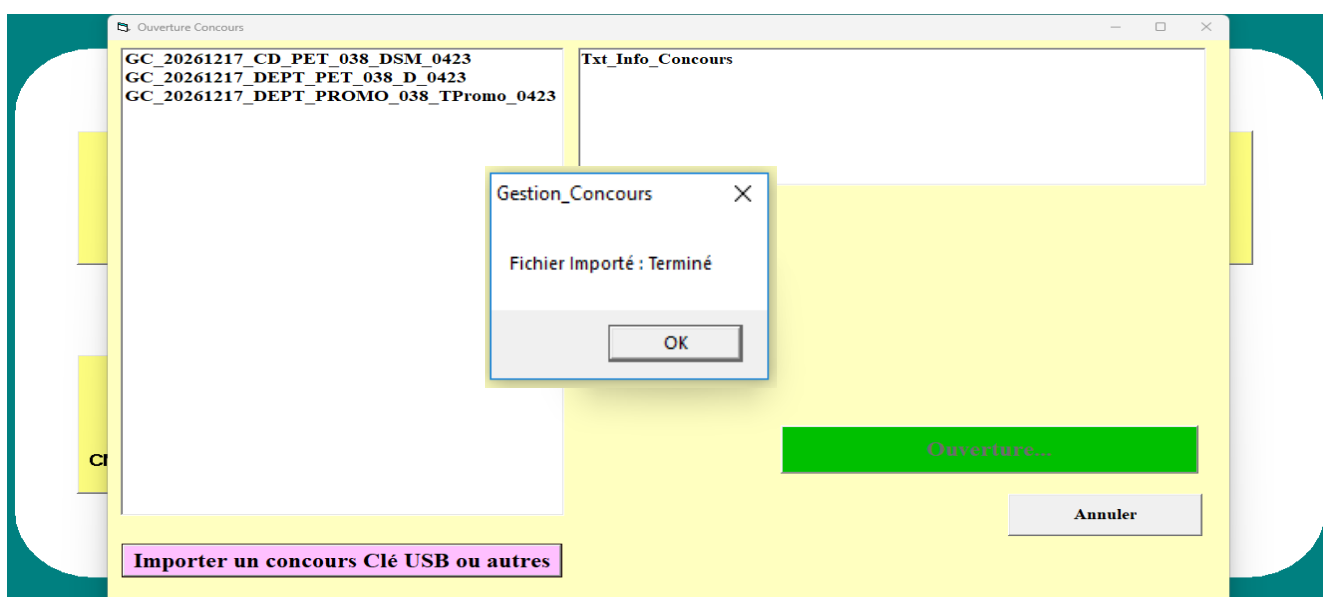 Ouverture Concours
GC_20261217_CD_PET_038_DSM_0423
GC_20261217_DEPT_PET_038_D_0423
GC_20261217_DEPT_PROMO_038_TPromo_0423
Txt_Info_Concours
Gestion_Concours
Fichier Importé : Terminé
OK
Ouverture...
Annuler
Importer un concours Clé USB ou autres